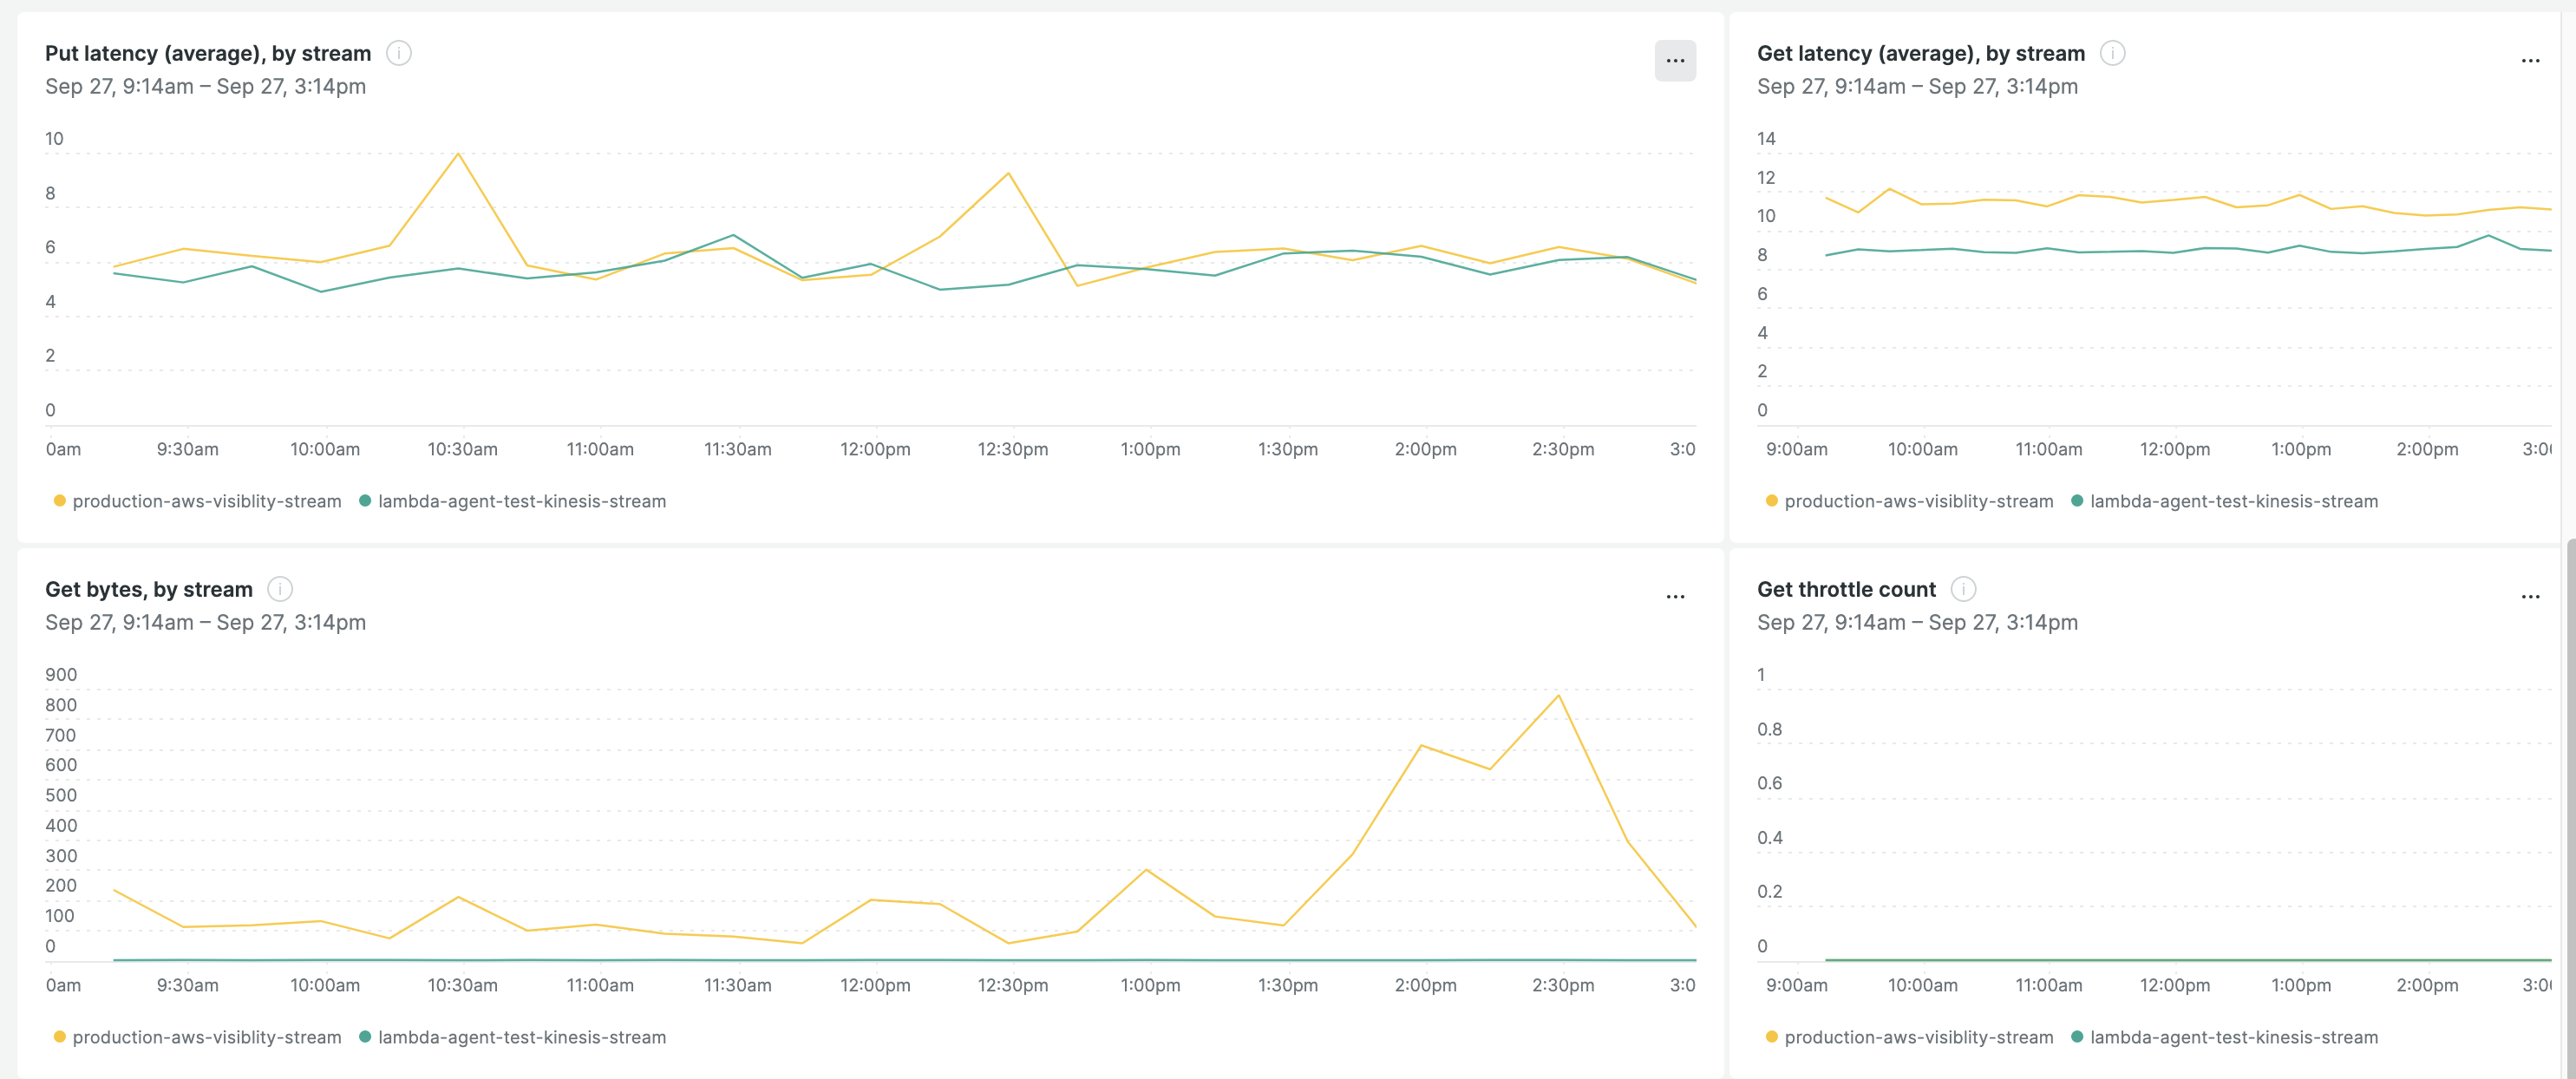 Put latency (average), by stream
Sep 27, 9:14am – Sep 27, 3:14pm
10
8
6
4
2
0
0am 9:30am 10:00am 10:30am 11:00am 11:30am 12:00pm 12:30pm 1:00pm 1:30pm 2:00pm 2:30pm 3:0
production-aws-visiblity-stream lambda-agent-test-kinesis-stream
Get latency (average), by stream
Sep 27, 9:14am – Sep 27, 3:14pm
14
12
10
8
6
4
2
0
9:00am 10:00am 11:00am 12:00pm 1:00pm 2:00pm 3:00
production-aws-visiblity-stream lambda-agent-test-kinesis-stream
Get bytes, by stream
Sep 27, 9:14am – Sep 27, 3:14pm
900
800
700
600
500
400
300
200
100
0
0am 9:30am 10:00am 10:30am 11:00am 11:30am 12:00pm 12:30pm 1:00pm 1:30pm 2:00pm 2:30pm 3:0
production-aws-visiblity-stream lambda-agent-test-kinesis-stream
Get throttle count
Sep 27, 9:14am – Sep 27, 3:14pm
1
0.8
0.6
0.4
0.2
0
9:00am 10:00am 11:00am 12:00pm 1:00pm 2:00pm 3:00
production-aws-visiblity-stream lambda-agent-test-kinesis-stream